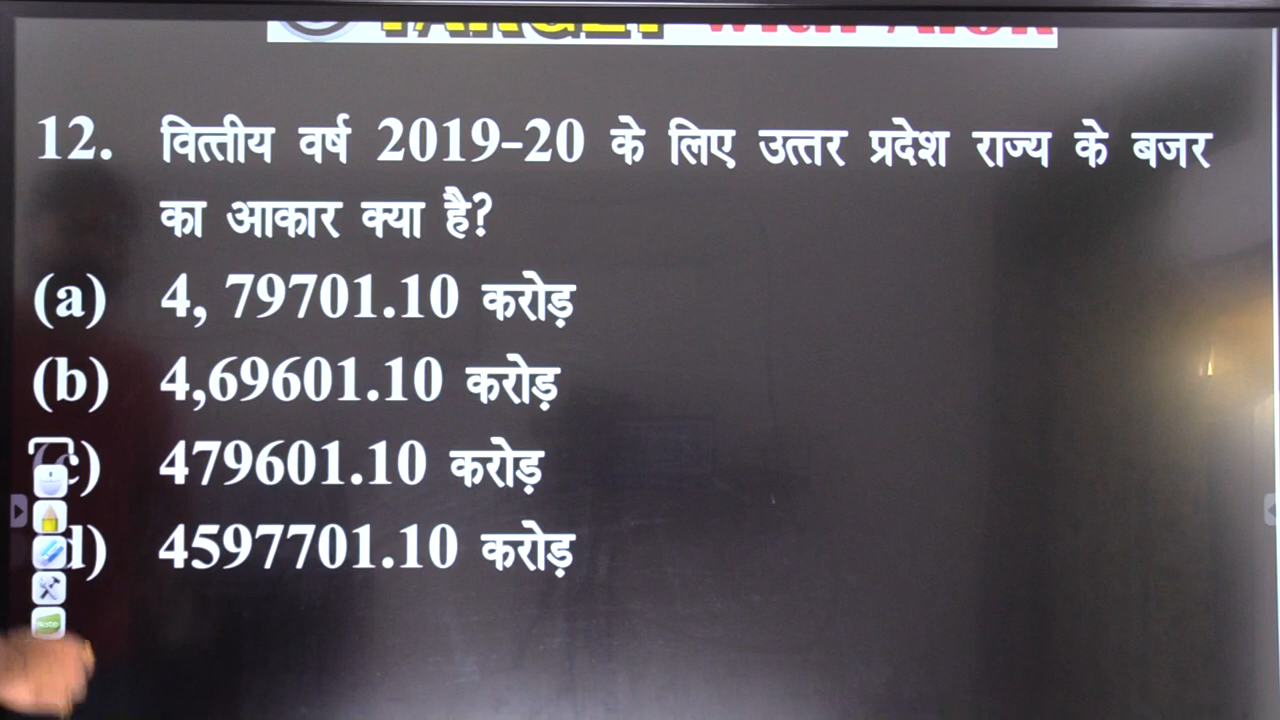 12. वित्तीय वर्ष 2019-20 के लिए उत्तर प्रदेश राज्य के बजर
का आकार क्या है?
(a) 4, 79701.10 करोड़
(b) 4,69601.10 करोड़
c) 479601.10 करोड़
d) 4597701.10 करोड़
Note